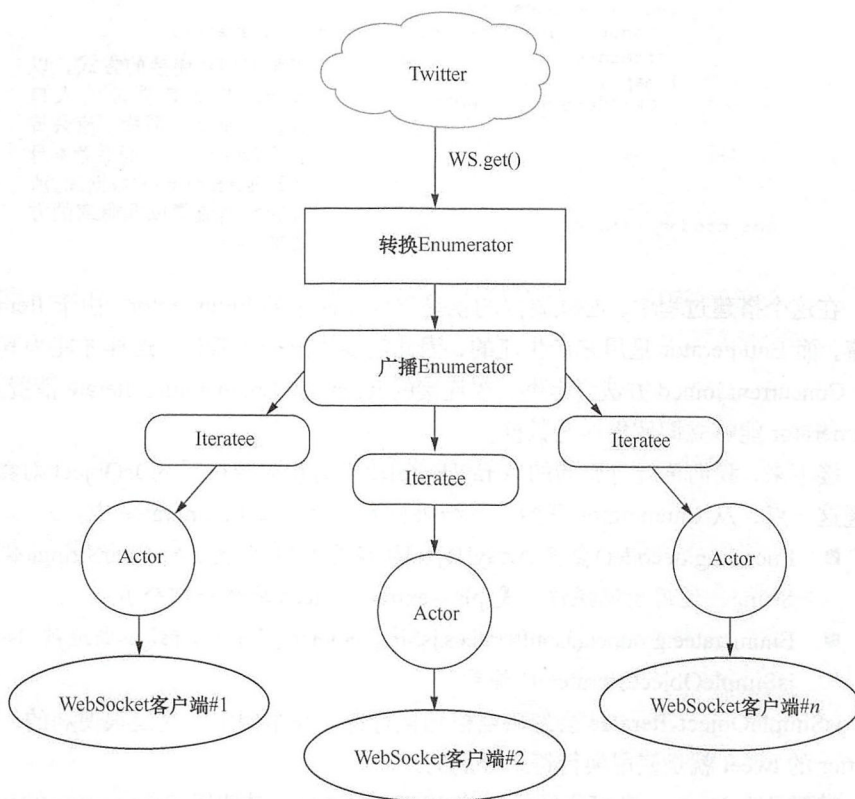 Twitter
WS.get()
转换Enumerator
广播Enumerator
Iteratee
Iteratee
Iteratee
Actor
Actor
Actor
WebSocket客户端#1
WebSocket客户端#2
WebSocket客户端#n